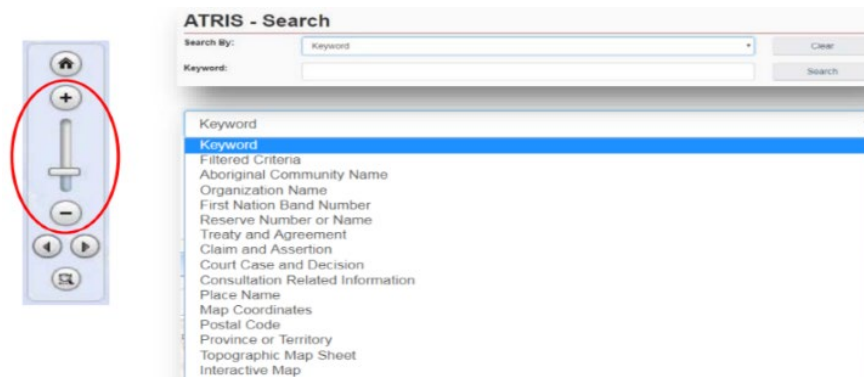 ATRIS - Search
Search By:
Keyword
Clear
Keyword:
Search
Keyword
Keyword
Filtered Criteria
Aboriginal Community Name
Organization Name
First Nation Band Number
Reserve Number or Name
Treaty and Agreement
Claim and Assertion
Court Case and Decision
Consultation Related Information
Place Name
Map Coordinates
Postal Code
Province or Territory
Topographic Map Sheet
Interactive Map